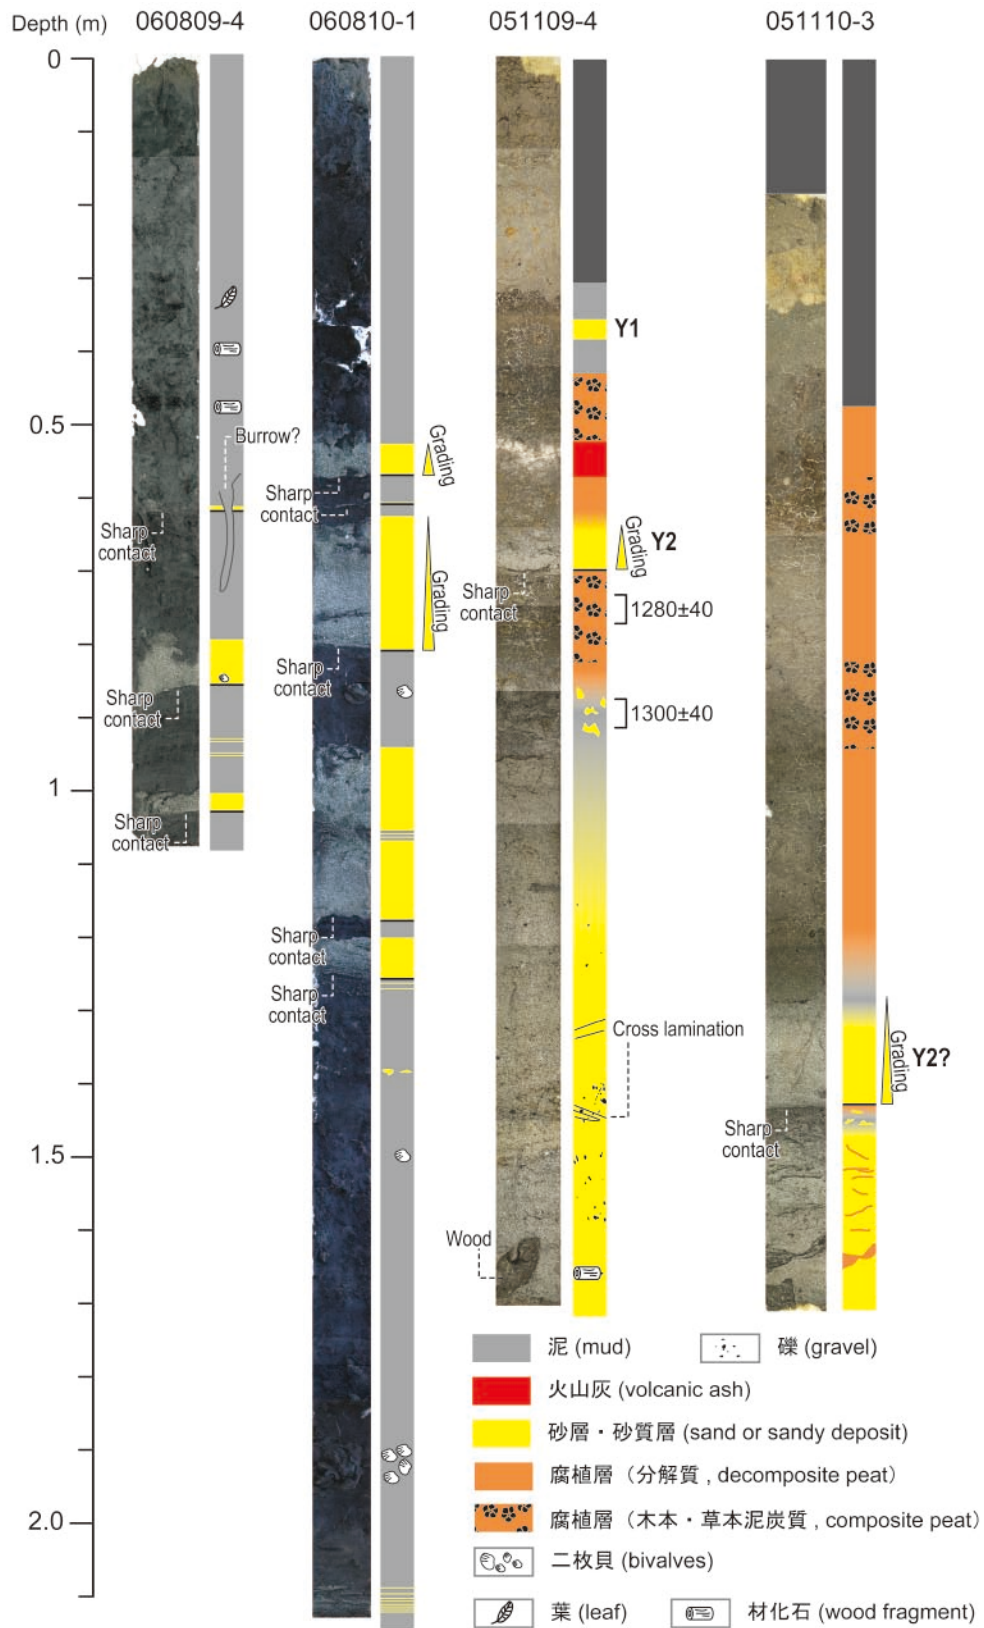 Depth (m)
060809-4
060810-1
051109-4
051110-3
0
0.5
1
1.5
2.0
Burrow?
Sharp
contact
Sharp
contact
Sharp
contact
Grading
Sharp
contact
Grading
Sharp
contact
Sharp
contact
Sharp
contact
Y1
Grading
Y2
Sharp
contact
1280±40
1300±40
Cross lamination
Wood
Grading
Y2?
Sharp
contact
泥 (mud)
礫 (gravel)
火山灰 (volcanic ash)
砂層・砂質層 (sand or sandy deposit)
腐植層（分解質 , decomposite peat）
腐植層（木本・草本泥炭質 , composite peat）
二枚貝 (bivalves)
葉 (leaf)
材化石 (wood fragment)